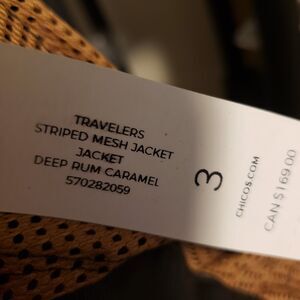 TRAVELERS
STRIPED MESH JACKET
JACKET
DEEP RUM CARAMEL
570282059
3
CHICOS.COM
CAN $169.00